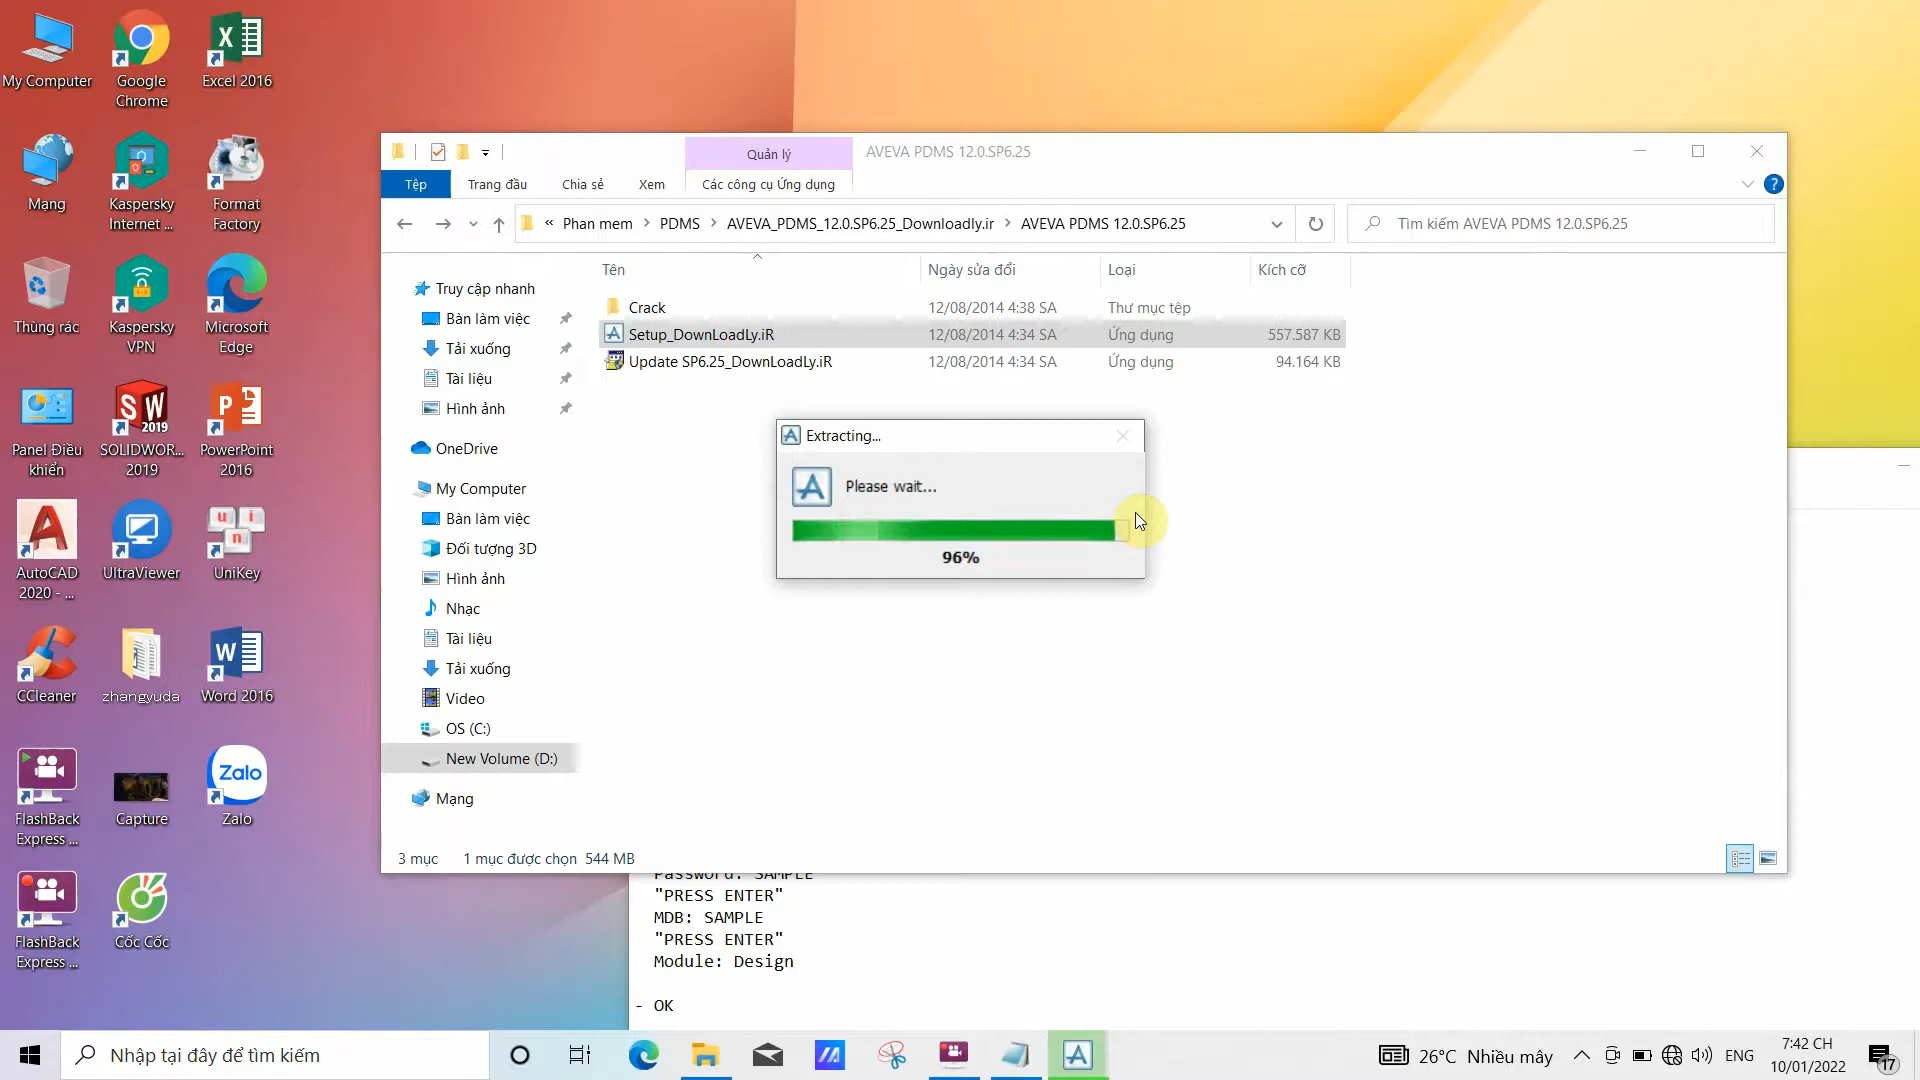 My Computer
Google
Chrome
Excel 2016
Mạng
Kaspersky
Internet ...
Format
Factory
Thùng rác
Kaspersky
VPN
Microsoft
Edge
Panel Điều
khiển
SOLIDWOR...
2019
PowerPoint
2016
AutoCAD
2020 - ...
UltraViewer
UniKey
CCleaner
zhangyuda
Word 2016
FlashBack
Express ...
Capture
Zalo
FlashBack
Express ...
Cốc Cốc
Quản lý
AVEVA PDMS 12.0.SP6.25
Tệp
Trang đầu
Chia sẻ
Xem
Các công cụ Ứng dụng
« Phan mem > PDMS > AVEVA_PDMS_12.0.SP6.25_Downloadly.ir > AVEVA PDMS 12.0.SP6.25
Tìm kiếm AVEVA PDMS 12.0.SP6.25
Truy cập nhanh
Bàn làm việc
Tải xuống
Tài liệu
Hình ảnh
OneDrive
My Computer
Bàn làm việc
Đối tượng 3D
Hình ảnh
Nhạc
Tài liệu
Tải xuống
Video
OS (C:)
New Volume (D:)
Mạng
Tên Ngày sửa đổi Loại Kích cỡ
Crack 12/08/2014 4:38 SA Thư mục tệp
Setup_DownLoadLy.iR 12/08/2014 4:34 SA Ứng dụng 557.587 KB
Update SP6.25_DownLoadLy.iR 12/08/2014 4:34 SA Ứng dụng 94.164 KB
Extracting...
Please wait...
96%
3 mục 1 mục được chọn 544 MB
Password: SAMPLE
"PRESS ENTER"
MDB: SAMPLE
"PRESS ENTER"
Module: Design
- OK
Nhập tại đây để tìm kiếm
26°C Nhiều mây
ENG
7:42 CH
10/01/2022
17